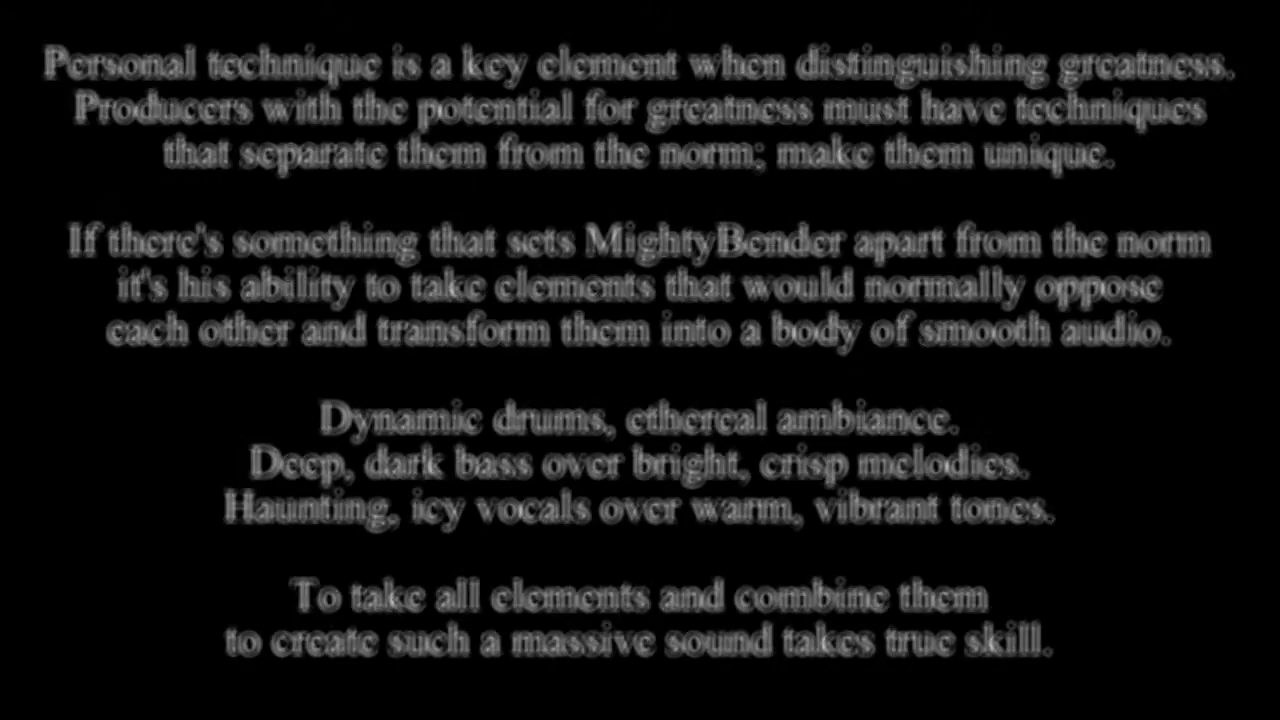 Personal technique is a key element when distinguishing greatness.
Producers with the potential for greatness must have techniques
that separate them from the norm; make them unique.
If there's something that sets MightyBender apart from the norm
it's his ability to take elements that would normally oppose
each other and transform them into a body of smooth audio.
Dynamic drums, ethereal ambiance.
Deep, dark bass over bright, crisp melodies.
Haunting, icy vocals over warm, vibrant tones.
To take all elements and combine them
to create such a massive sound takes true skill.